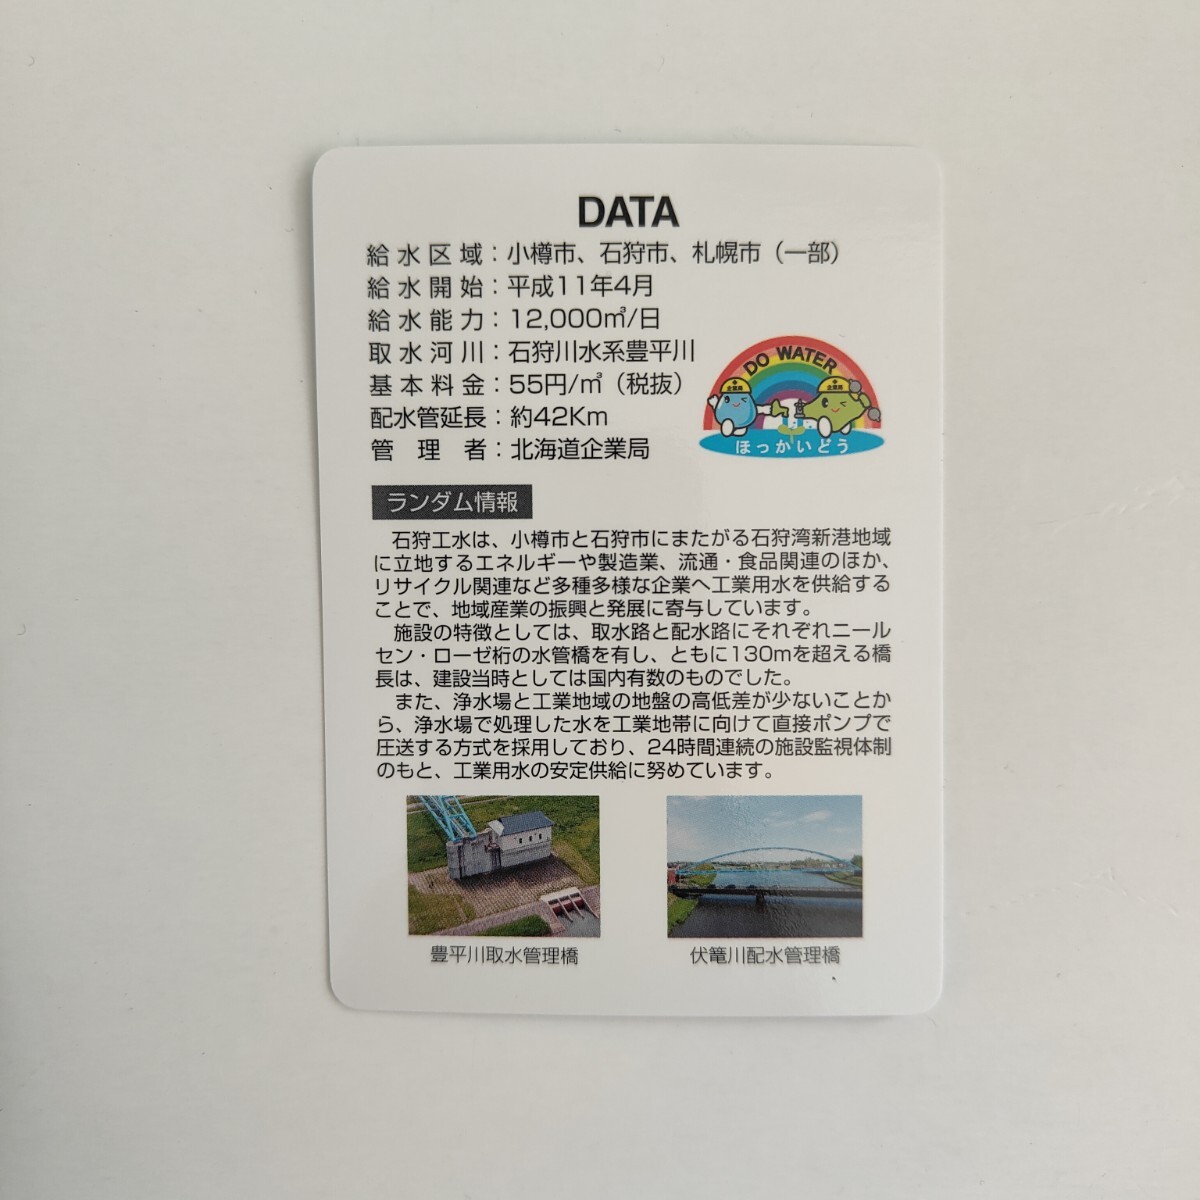 DATA
給水区域：小樽市、石狩市、札幌市（一部）
給水開始：平成11年4月
給水能力：12,000㎥/日
取水河川：石狩川水系豊平川
基本料金：55円/㎥（税抜）
配水管延長：約42Km
管理者：北海道企業局
DO WATER
企業局
企業局
ほっかいどう
ランダム情報
石狩工水は、小樽市と石狩市にまたがる石狩湾新港地域
に立地するエネルギーや製造業、流通・食品関連のほか、
リサイクル関連など多種多様な企業へ工業用水を供給する
ことで、地域産業の振興と発展に寄与しています。
施設の特徴としては、取水路と配水路にそれぞれニール
セン・ローゼ桁の水管橋を有し、ともに130mを超える橋
長は、建設当時としては国内有数のものでした。
また、浄水場と工業地域の地盤の高低差が少ないことか
ら、浄水場で処理した水を工業地帯に向けて直接ポンプで
圧送する方式を採用しており、24時間連続の施設監視体制
のもと、工業用水の安定供給に努めています。
豊平川取水管理橋
伏篭川配水管理橋